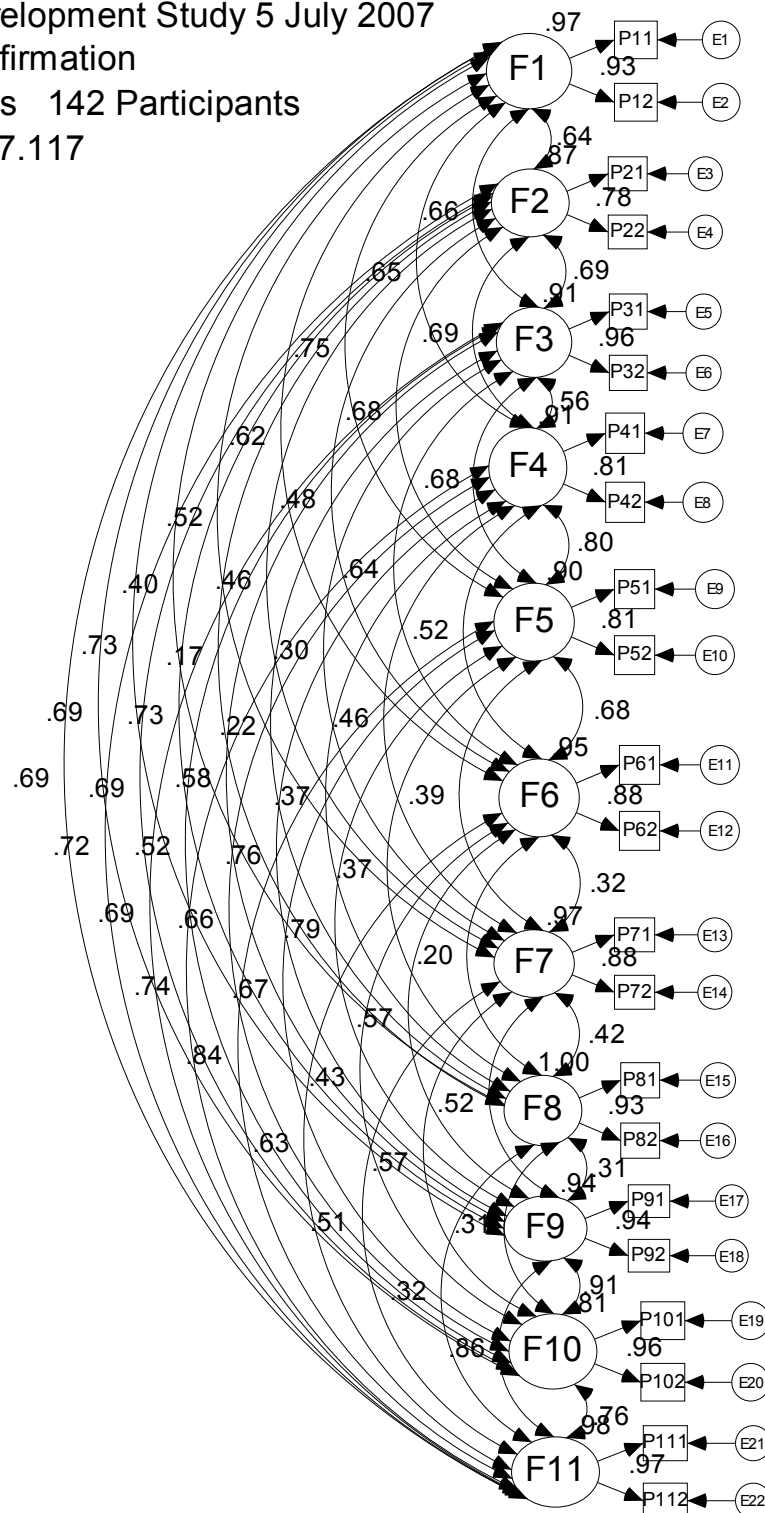 elopment Study 5 July 2007
firmation
s 142 Participants
7.117
.97
P11
E1
F1
.93
P12
E2
.64
.87
P21
E3
.78
F2
P22
E4
.66
.69
.65
.91
P31
E5
.69
F3
.96
.75
P32
E6
.56
.68
.91
P41
E7
.62
F4
.81
.68
.48
P42
E8
.52
.80
.64
.90
.46
P51
E9
.40
.81
F5
.52
.30
.73
P52
E10
.17
.68
.69
.73
.46
.22
.95
P61
E11
.69
.58
.69
.37
.39
F6
.88
P62
E12
.72
.52
.76
.37
.32
.69
.66
.97
P71
E13
.79
.20
.88
F7
.74
.67
P72
E14
.57
.42
.84
1.00
P81
E15
.43
.52
F8
.93
P82
E16
.63
.57
.31
.94
P91
E17
.51
.31
F9
.94
P92
E18
.32
.91
.81
P101
E19
.86
F10
.96
P102
E20
.76
.98
P111
E21
F11
.97
P112
E22